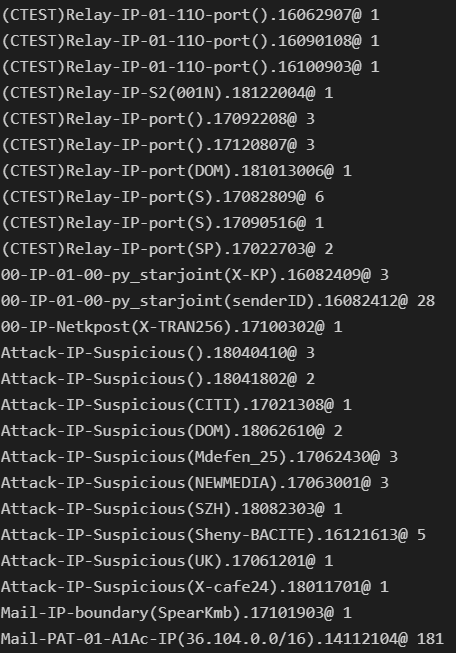 (CTEST)Relay-IP-01-11O-port().16062907@ 1
(CTEST)Relay-IP-01-11O-port().16090108@ 1
(CTEST)Relay-IP-01-11O-port().16100903@ 1
(CTEST)Relay-IP-S2(001N).18122004@ 1
(CTEST)Relay-IP-port().17092208@ 3
(CTEST)Relay-IP-port().17120807@ 3
(CTEST)Relay-IP-port(DOM).181013006@ 1
(CTEST)Relay-IP-port(S).17082809@ 6
(CTEST)Relay-IP-port(S).17090516@ 1
(CTEST)Relay-IP-port(SP).17022703@ 2
00-IP-01-00-py_starjoint(X-KP).16082409@ 3
00-IP-01-00-py_starjoint(senderID).16082412@ 28
00-IP-Netkpost(X-TRAN256).17100302@ 1
Attack-IP-Suspicious().18040410@ 3
Attack-IP-Suspicious().18041802@ 2
Attack-IP-Suspicious(CITI).17021308@ 1
Attack-IP-Suspicious(DOM).18062610@ 2
Attack-IP-Suspicious(Mdefen_25).17062430@ 3
Attack-IP-Suspicious(NEWMEDIA).17063001@ 3
Attack-IP-Suspicious(SZH).18082303@ 1
Attack-IP-Suspicious(Sheny-BACITE).16121613@ 5
Attack-IP-Suspicious(UK).17061201@ 1
Attack-IP-Suspicious(X-cafe24).18011701@ 1
Mail-IP-boundary(SpearKmb).17101903@ 1
Mail-PAT-01-A1Ac-IP(36.104.0.0/16).14112104@ 181